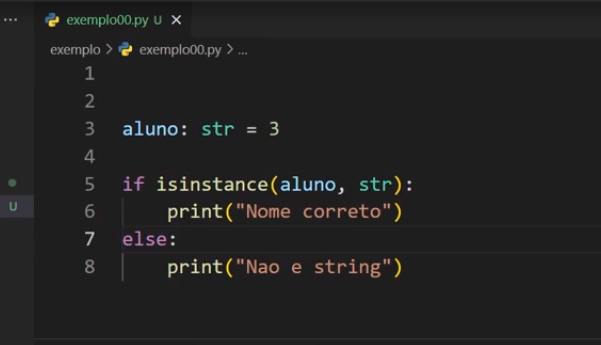 ... exemplo00.py U ×
exemplo > exemplo00.py > ...
1
2
3 aluno: str = 3
4
5 if isinstance(aluno, str):
U
6 print("Nome correto")
7 else:
8 print("Nao e string")